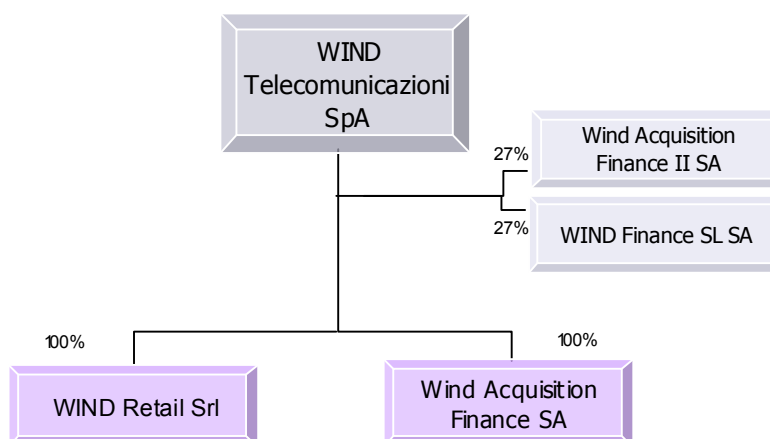 WIND
Telecomunicazioni
SpA
27%
Wind Acquisition
Finance II SA
27%
WIND Finance SL SA
100%
WIND Retail Srl
100%
Wind Acquisition
Finance SA